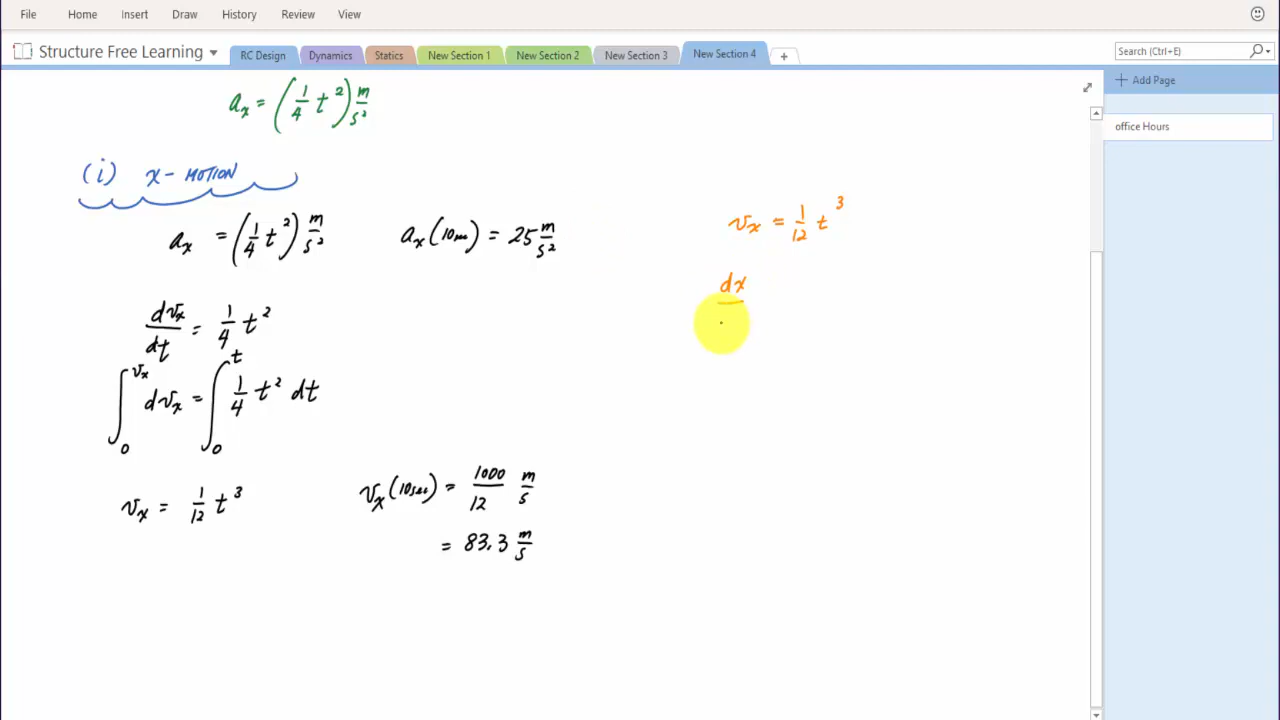 File Home Insert Draw History Review View
Structure Free Learning RC Design Dynamics Statics New Section 1 New Section 2 New Section 3 New Section 4 + Search (Ctrl+E)
+ Add Page
office Hours
aₓ = (1/4 t²) m/s²
(i) x-MOTION
aₓ = (1/4 t²) m/s² aₓ(10sec) = 25 m/s²
dvₓ/dt = 1/4 t²
∫₀^vₓ dvₓ = ∫₀^t 1/4 t² dt
vₓ = 1/12 t³ vₓ(10sec) = 1000/12 m/s
= 83.3 m/s
vₓ = 1/12 t³
dx